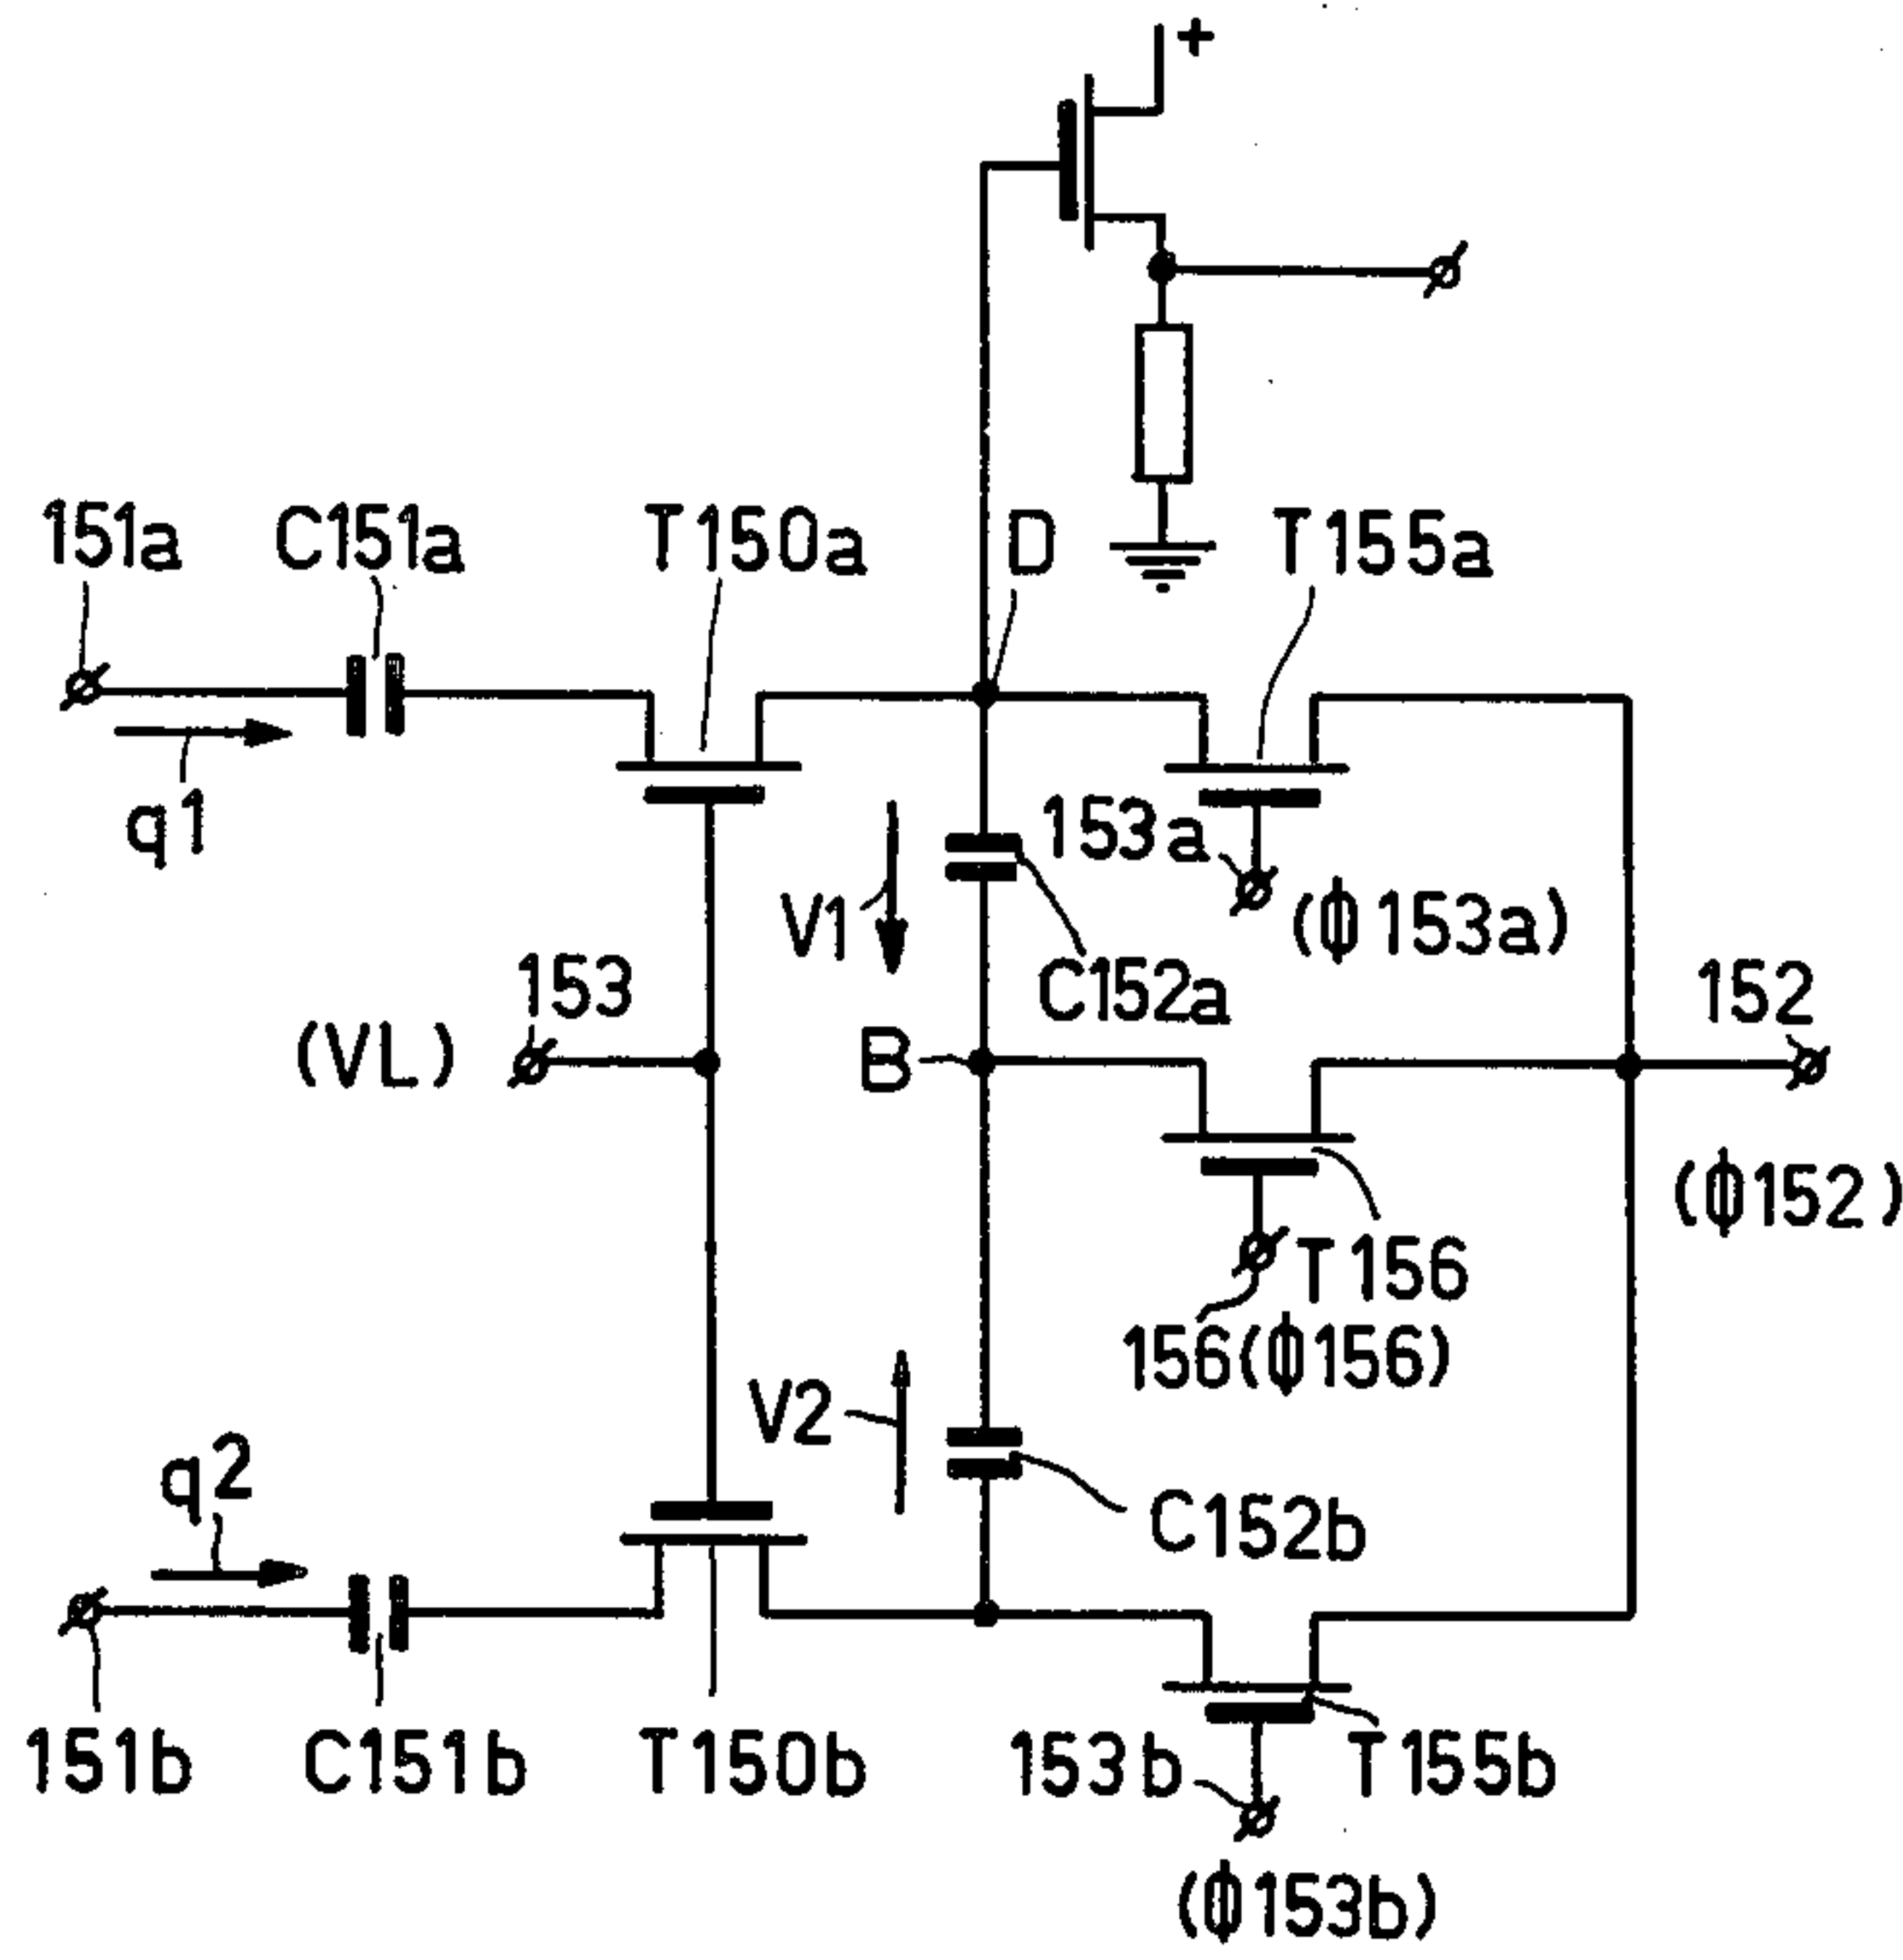 +
151a C151a T150a D T155a
q1
153a
V1
(ϕ153a)
C152a
153
152
(VL)
B
(ϕ152)
T156
156(ϕ156)
V2
q2
C152b
151b C151b T150b 153b T155b
(ϕ153b)